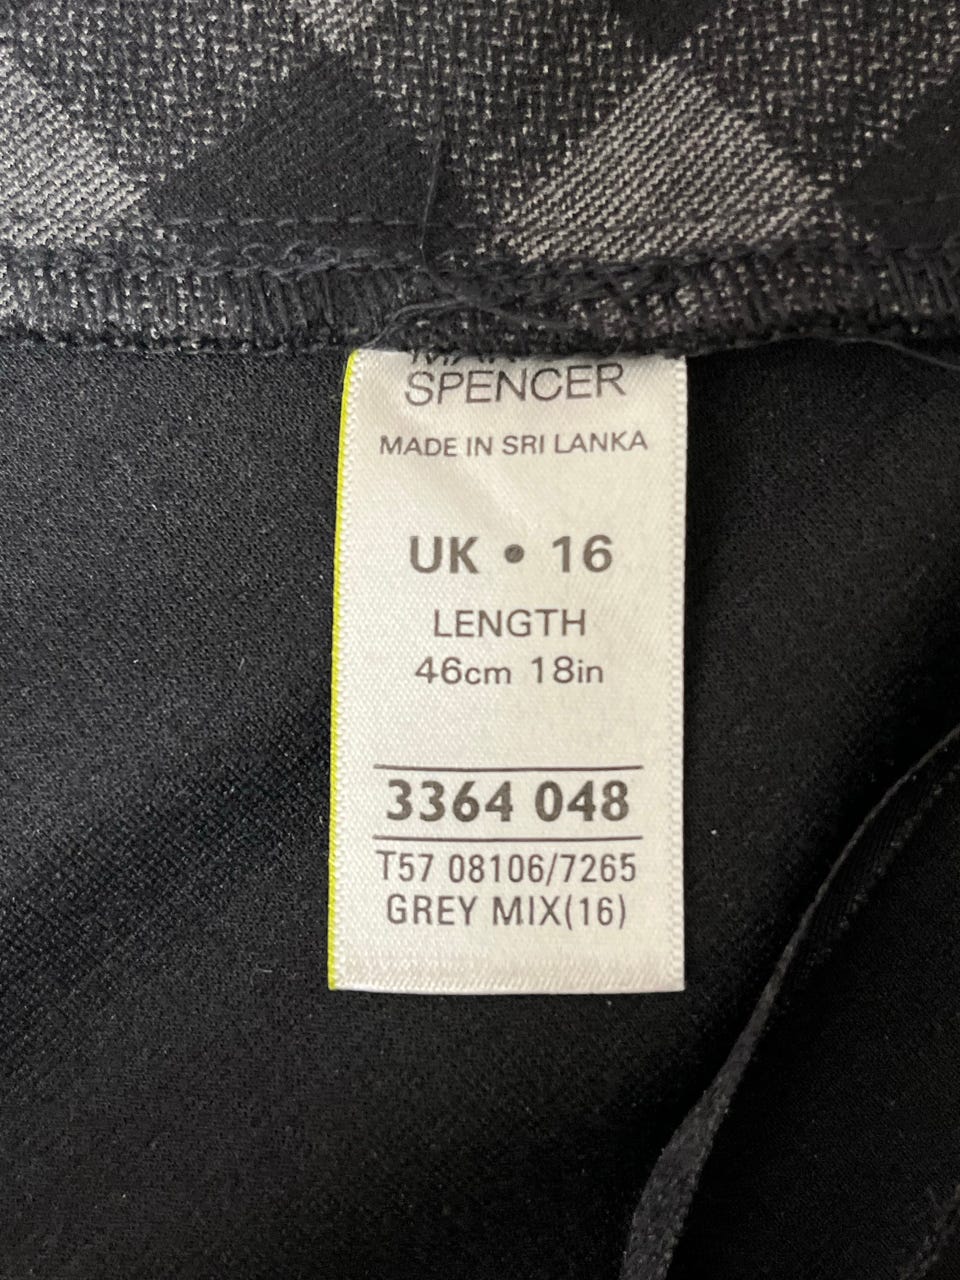 SPENCER
MADE IN SRI LANKA
UK • 16
LENGTH
46cm 18in
3364 048
T57 08106/7265
GREY MIX(16)